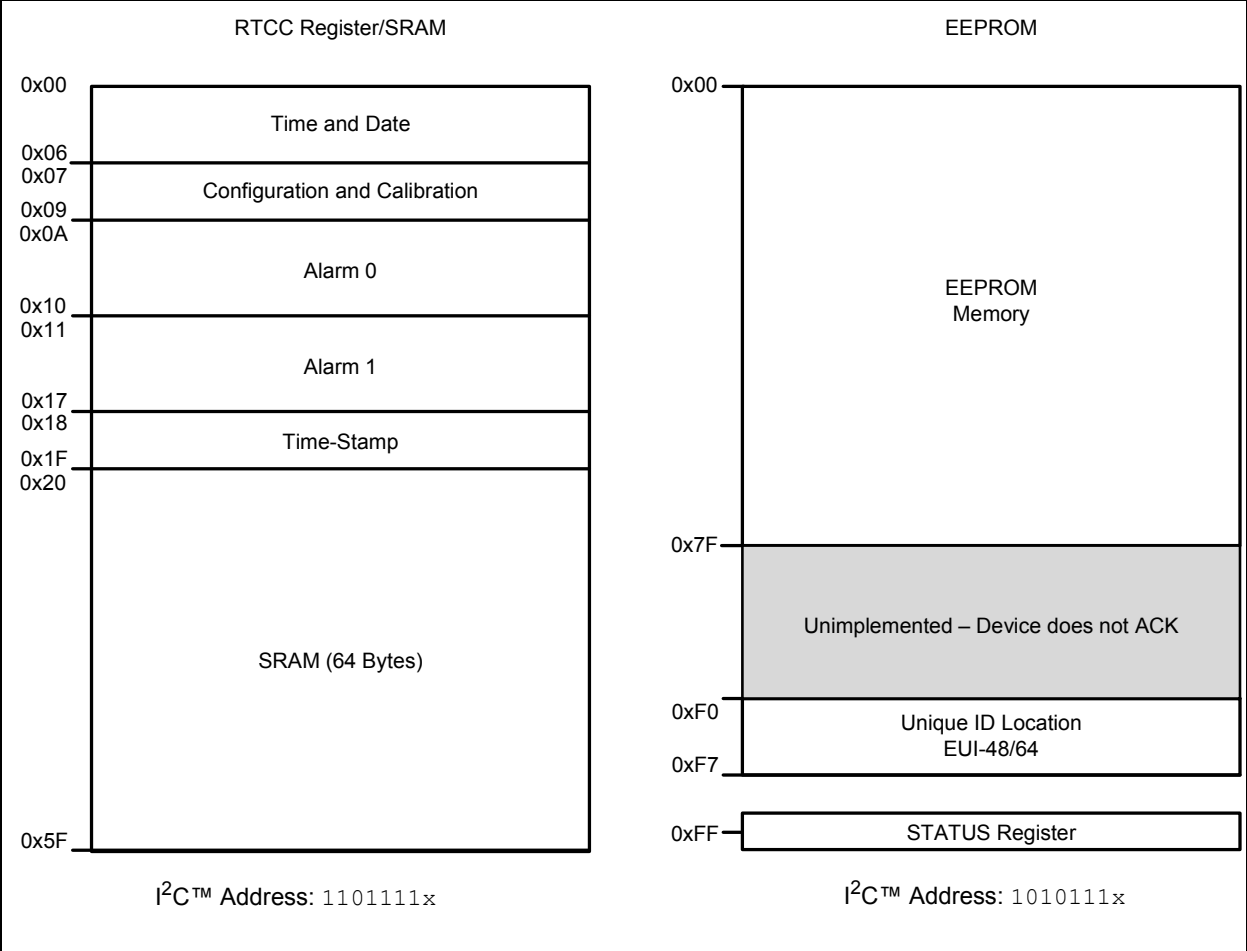 RTCC Register/SRAM
0x00
Time and Date
0x06
0x07
Configuration and Calibration
0x09
0x0A
Alarm 0
0x10
0x11
Alarm 1
0x17
0x18
Time-Stamp
0x1F
0x20
SRAM (64 Bytes)
0x5F
I2C™ Address: 1101111x
EEPROM
0x00
EEPROM
Memory
0x7F
Unimplemented – Device does not ACK
0xF0
Unique ID Location
EUI-48/64
0xF7
0xFF
STATUS Register
I2C™ Address: 1010111x